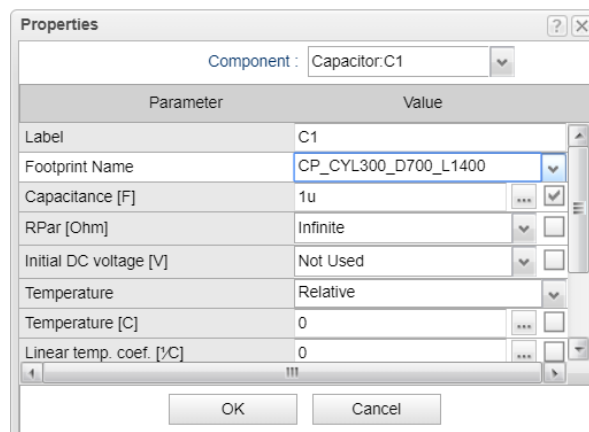 Properties
Component : Capacitor:C1
Parameter Value
Label C1
Footprint Name CP_CYL300_D700_L1400
Capacitance [F] 1u ...
RPar [Ohm] Infinite
Initial DC voltage [V] Not Used
Temperature Relative
Temperature [C] 0 ...
Linear temp. coef. [¹⁄C] 0 ...
OK Cancel